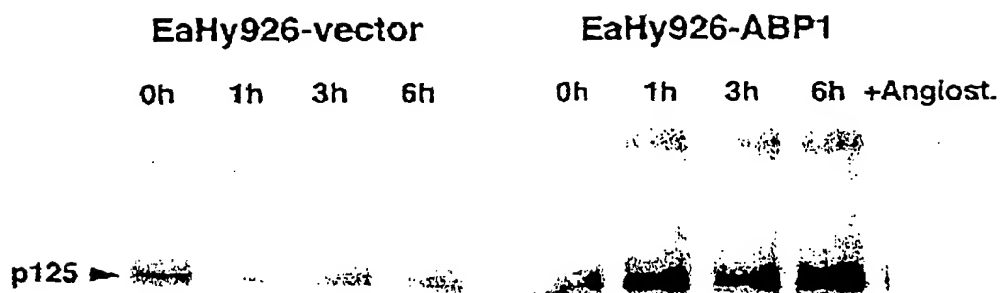 EaHy926-vector EaHy926-ABP1
0h 1h 3h 6h 0h 1h 3h 6h +Angiost.
p125